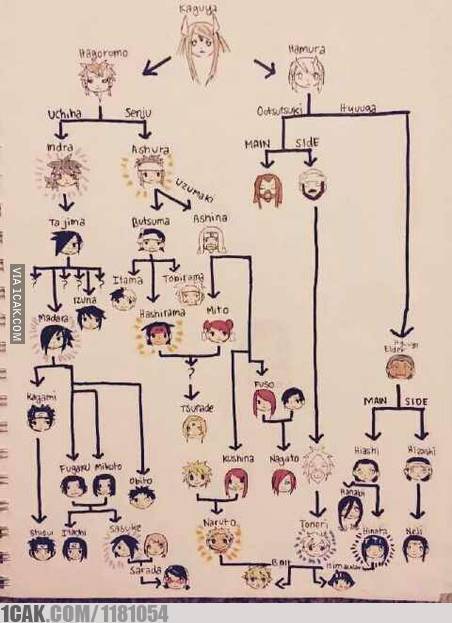 Kaguya
Hagoromo
Hamura
Uchiha
Senju
Ootsutsuki
Hyuuga
Indra
Ashura
MAIN
SIDE
UZUMAKI
Tajima
Butsuma
Ashina
?
?
?
Itama
Tobirama
Izuna
Madara
Hashirama
Mito
VIA 1CAK.COM
Elder
?
Kagami
Fuso
MAIN
SIDE
Tsunade
Fugaku
Mikoto
Obito
Kushina
Nagato
Hiashi
Hizashi
Hanabi
Shisui
Itachi
Sasuke
Naruto
Toneri
Hinata
Neji
Sarada
Himawari
1CAK.COM/1181054